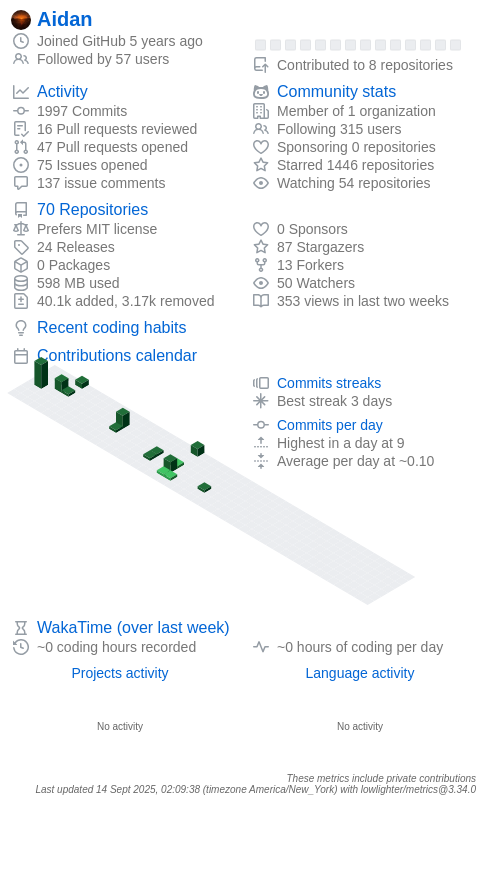 Aidan
Joined GitHub 5 years ago
Followed by 57 users
Contributed to 8 repositories
Activity
1997 Commits
16 Pull requests reviewed
47 Pull requests opened
75 Issues opened
137 issue comments
Community stats
Member of 1 organization
Following 315 users
Sponsoring 0 repositories
Starred 1446 repositories
Watching 54 repositories
70 Repositories
Prefers MIT license
24 Releases
0 Packages
598 MB used
40.1k added, 3.17k removed
0 Sponsors
87 Stargazers
13 Forkers
50 Watchers
353 views in last two weeks
Recent coding habits
Contributions calendar
Commits streaks
Best streak 3 days
Commits per day
Highest in a day at 9
Average per day at ~0.10
WakaTime (over last week)
~0 coding hours recorded
~0 hours of coding per day
Projects activity
No activity
Language activity
No activity
These metrics include private contributions
Last updated 14 Sept 2025, 02:09:38 (timezone America/New_York) with lowlighter/metrics@3.34.0